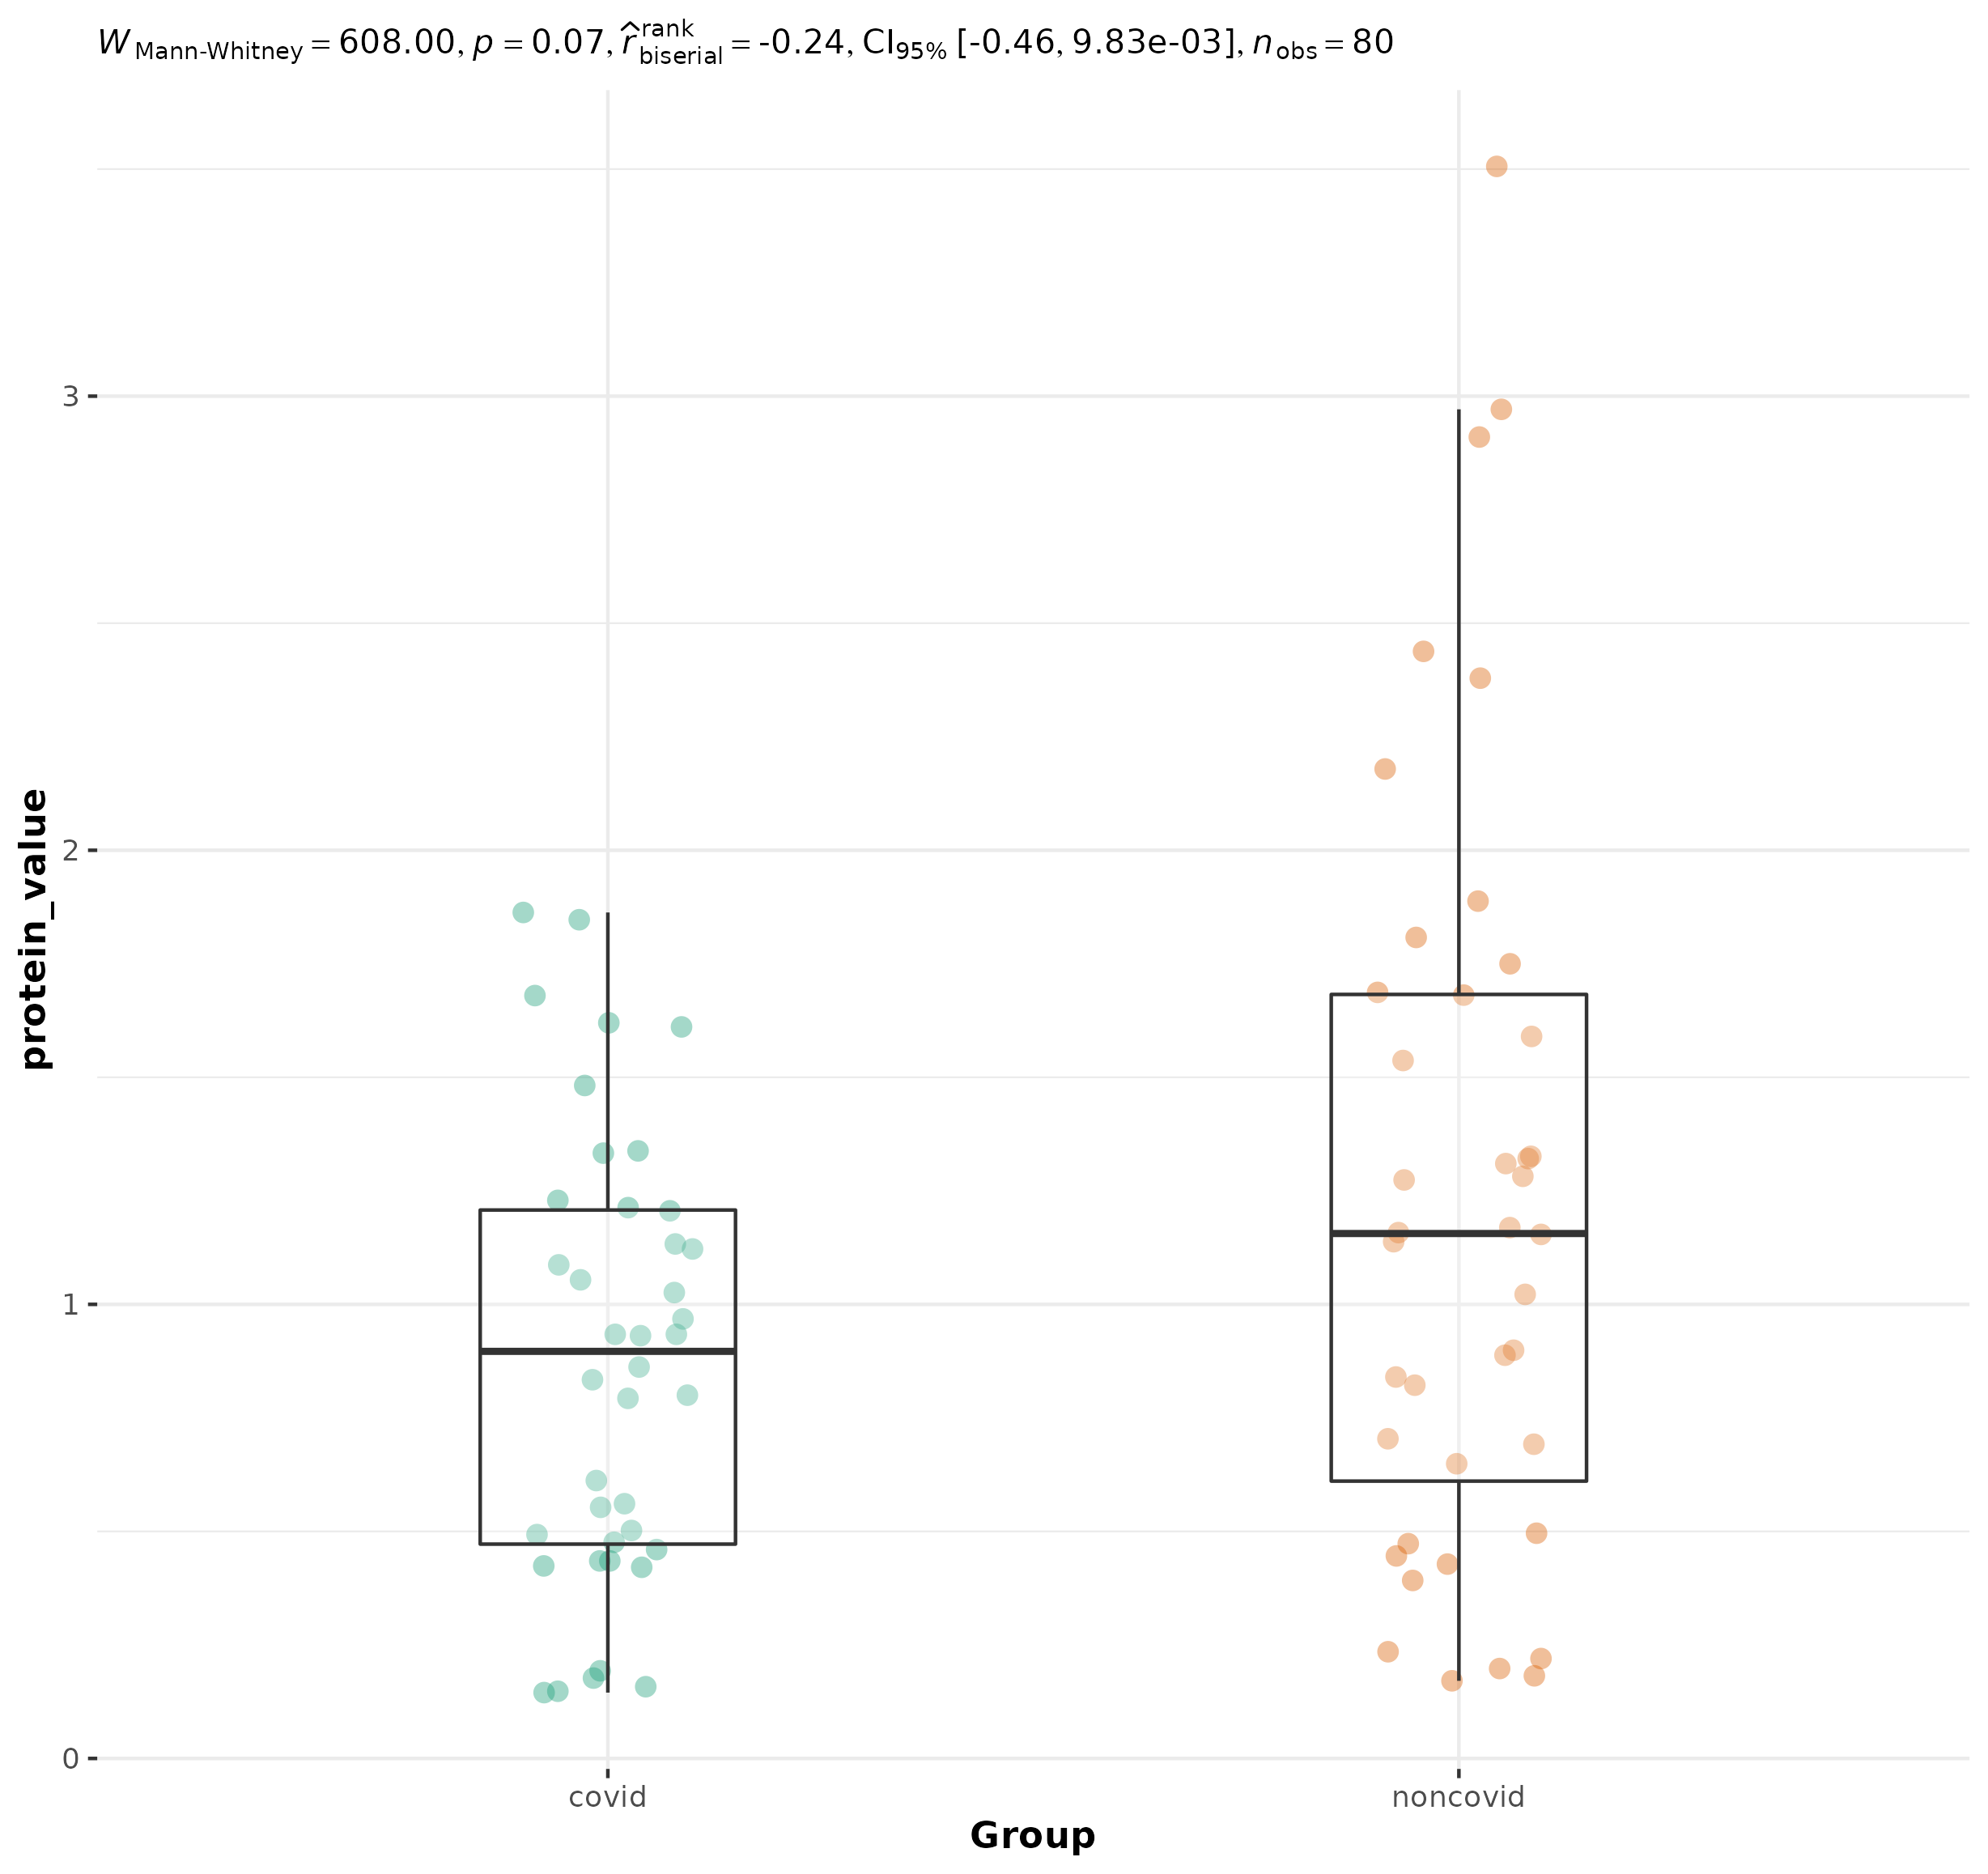 W Mann-Whitney = 608.00, p = 0.07, r̂ rank biserial = -0.24, CI95% [-0.46, 9.83e-03], nobs = 80
protein_value
3
2
1
0
covid noncovid
Group